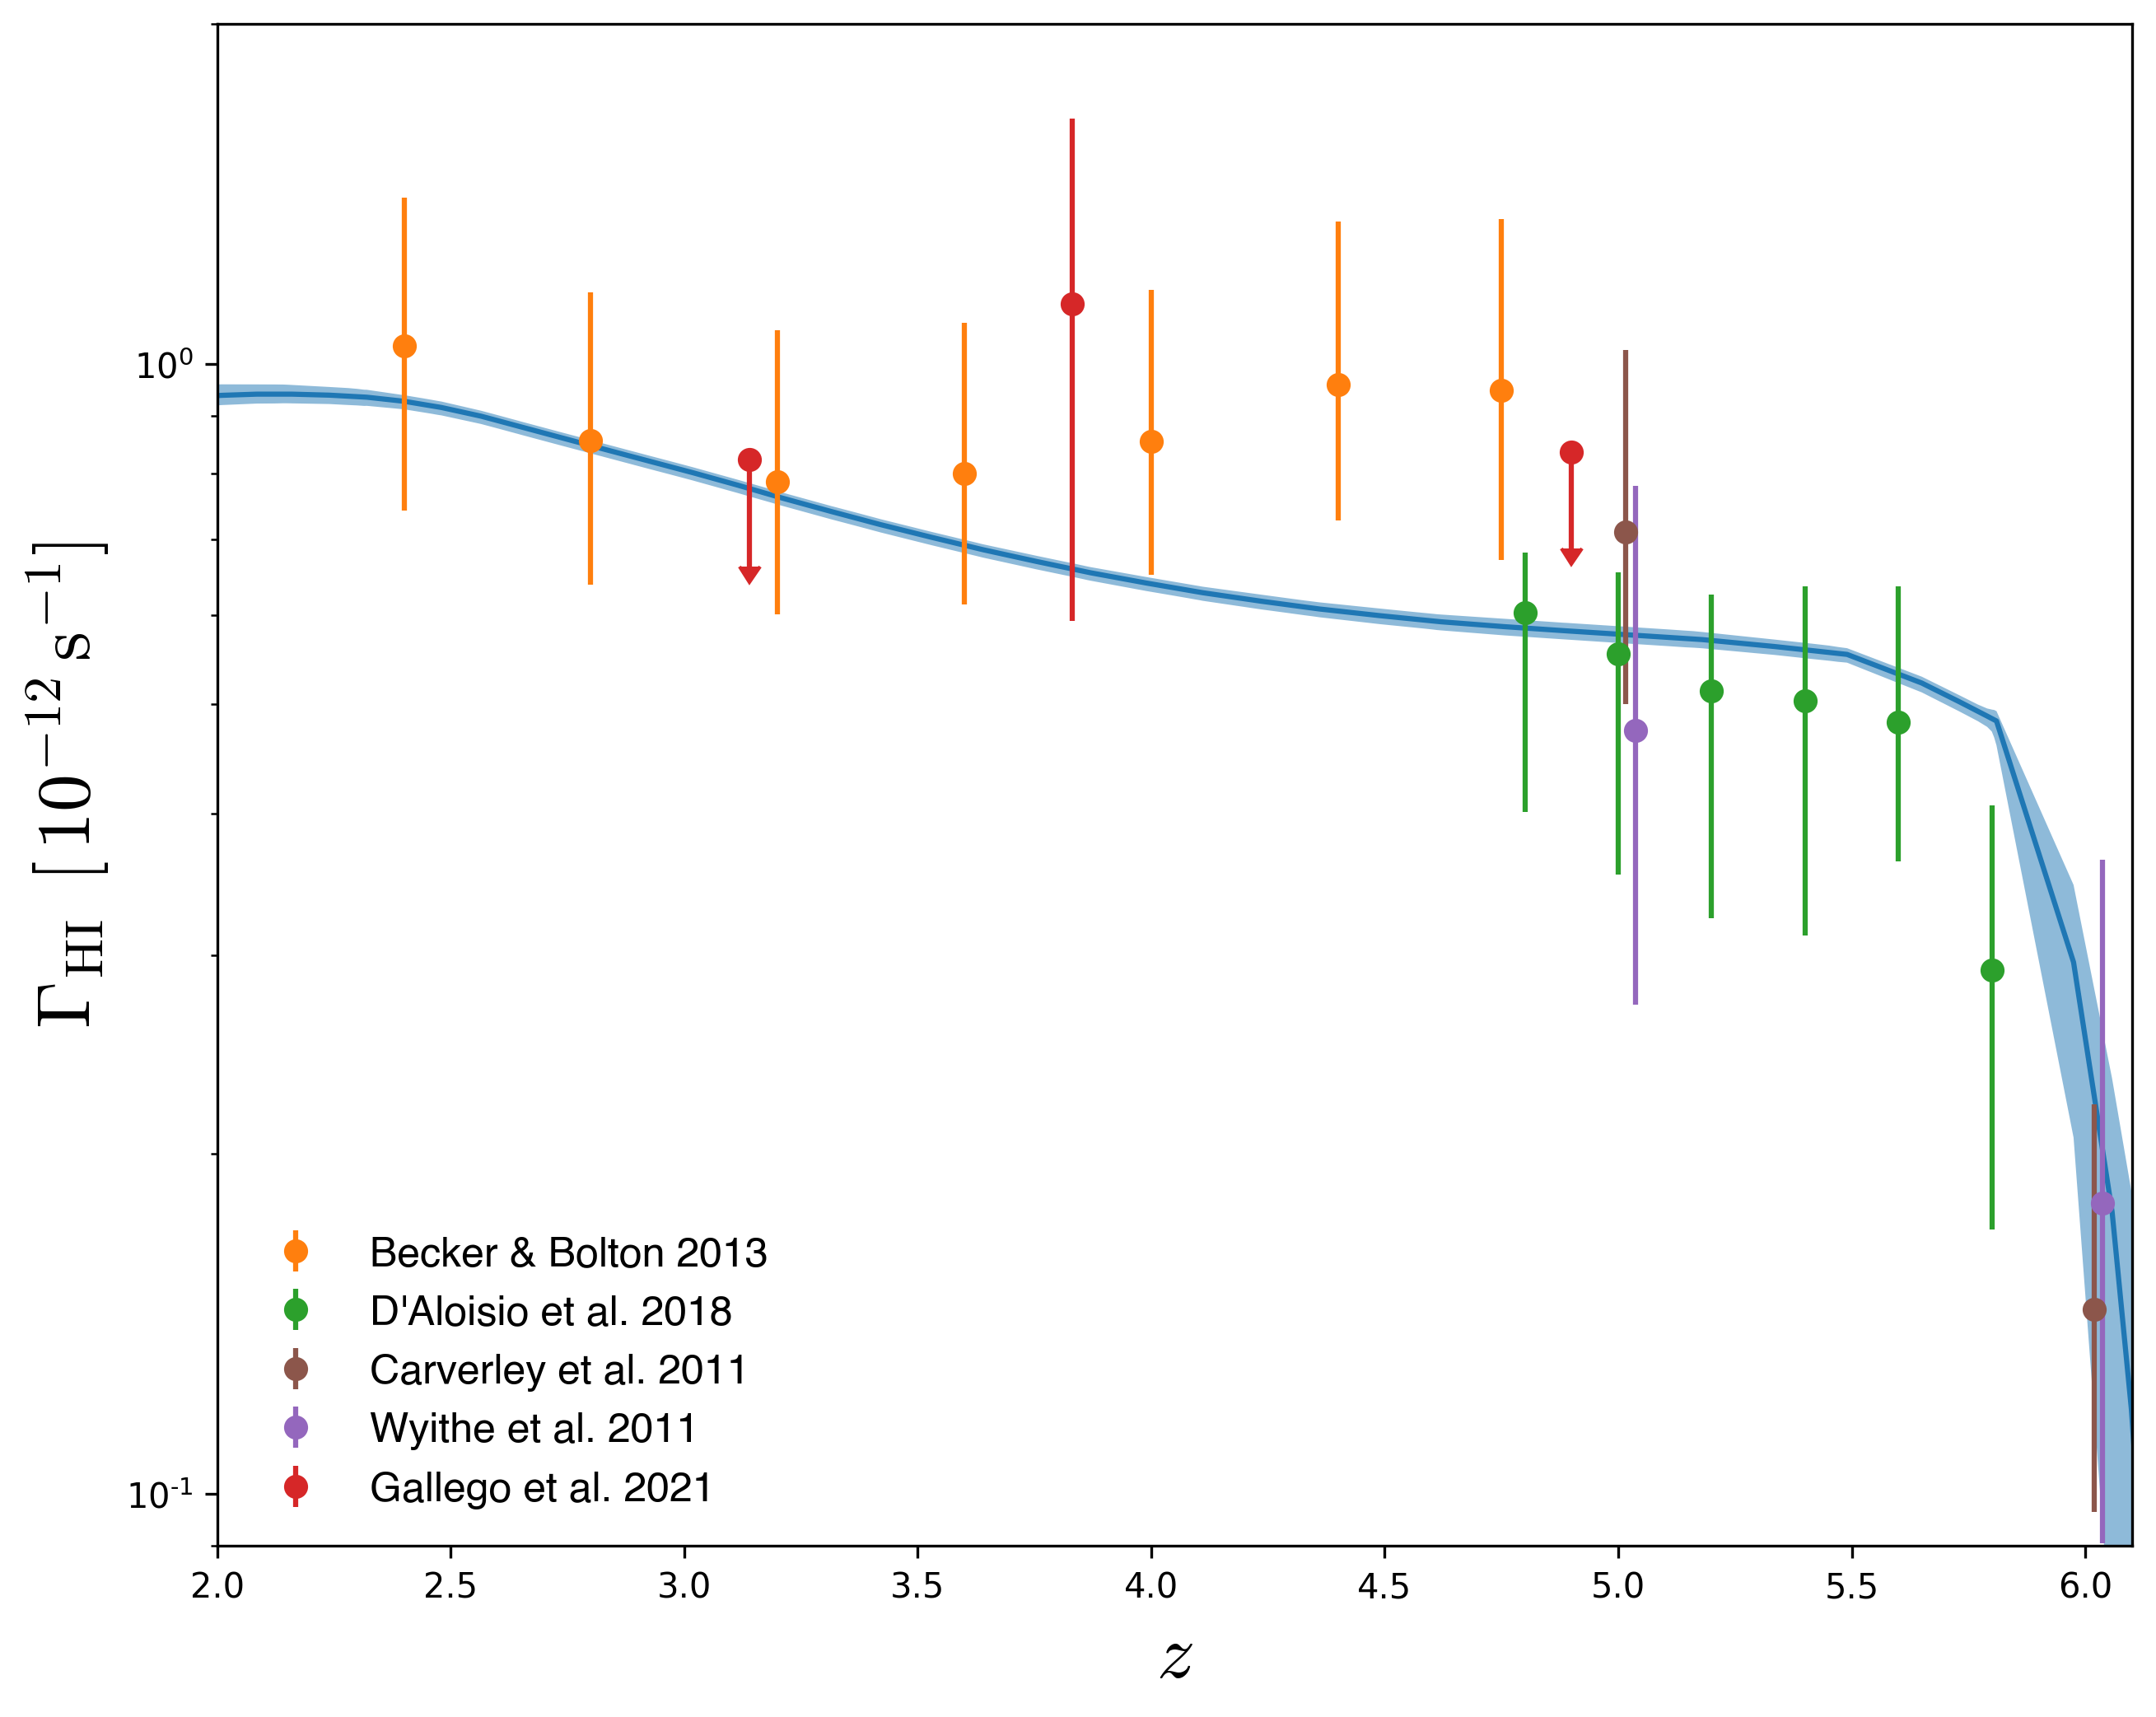 10⁰
10⁻¹
Γ_HI [10⁻¹²s⁻¹]
Becker & Bolton 2013
D'Aloisio et al. 2018
Carverley et al. 2011
Wyithe et al. 2011
Gallego et al. 2021
2.0 2.5 3.0 3.5 4.0 4.5 5.0 5.5 6.0
z